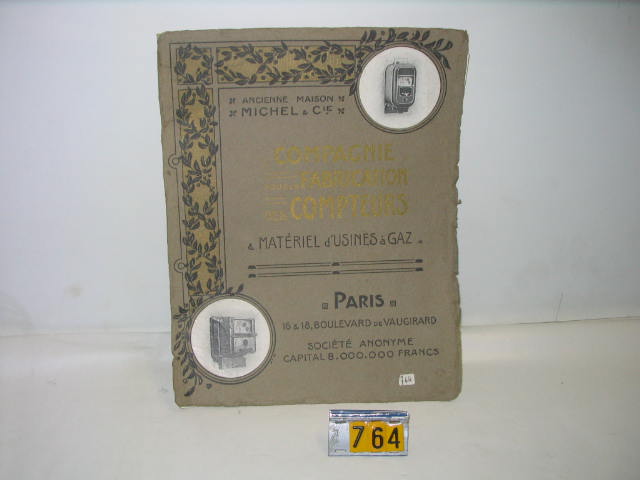 ANCIENNE MAISON
MICHEL & CIE
COMPAGNIE
POUR LA FABRICATION
DES COMPTEURS
& MATÉRIEL d'USINES à GAZ
PARIS
16 & 18, BOULEVARD DE VAUGIRARD
SOCIÉTÉ ANONYME
CAPITAL 8.000.000 FRANCS
764
764